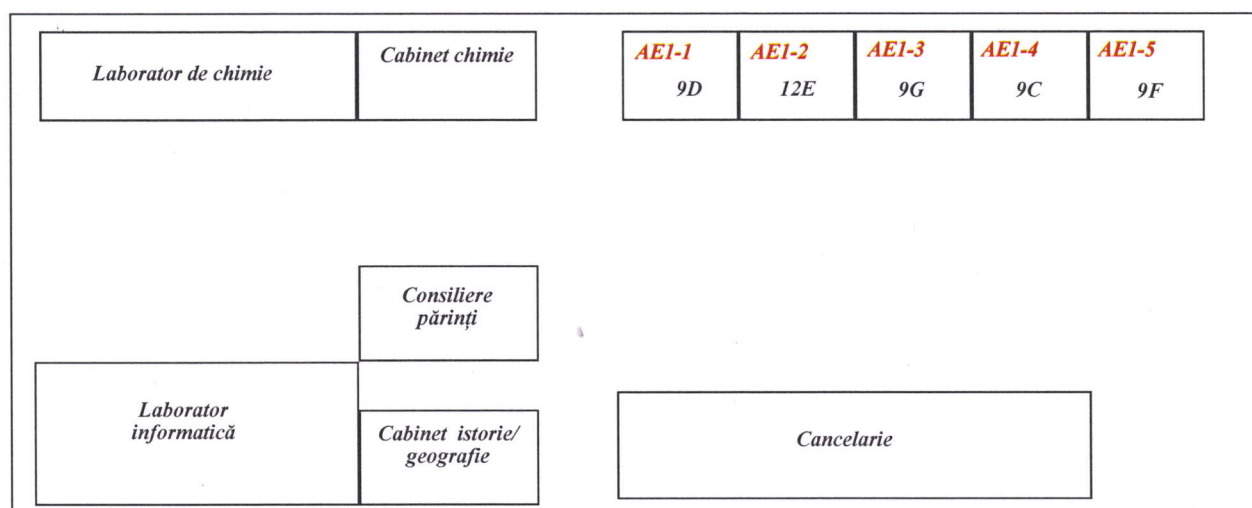 Laborator de chimie
Cabinet chimie
AE1-1
9D
AE1-2
12E
AE1-3
9G
AE1-4
9C
AE1-5
9F
Consiliere
părinți
Laborator
informatică
Cabinet istorie/
geografie
Cancelarie